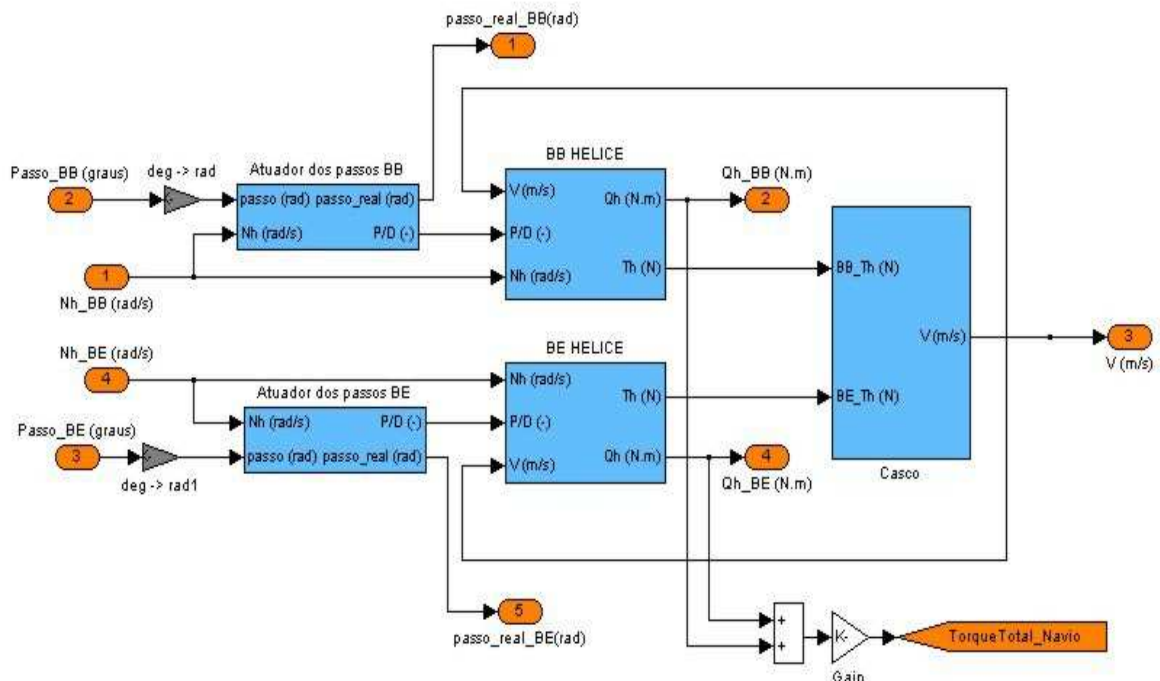 passo_real_BB(rad)
1
Passo_BB (graus)
2
deg -> rad
Atuador dos passos BB
passo (rad) passo_real (rad)
Nh (rad/s) P/D (-)
1
Nh_BB (rad/s)
BB HELICE
V (m/s) Qh (N.m)
P/D (-)
Nh (rad/s) Th (N)
Qh_BB (N.m)
2
BB_Th (N)
V (m/s)
BE_Th (N)
Casco
3
V (m/s)
Nh_BE (rad/s)
4
Passo_BE (graus)
3
deg -> rad1
Atuador dos passos BE
Nh (rad/s) P/D (-)
passo (rad) passo_real (rad)
BE HELICE
Nh (rad/s) Th (N)
P/D (-)
V (m/s) Qh (N.m)
4
Qh_BE (N.m)
5
passo_real_BE(rad)
+
+
K-
Gain
TorqueTotal_Navio